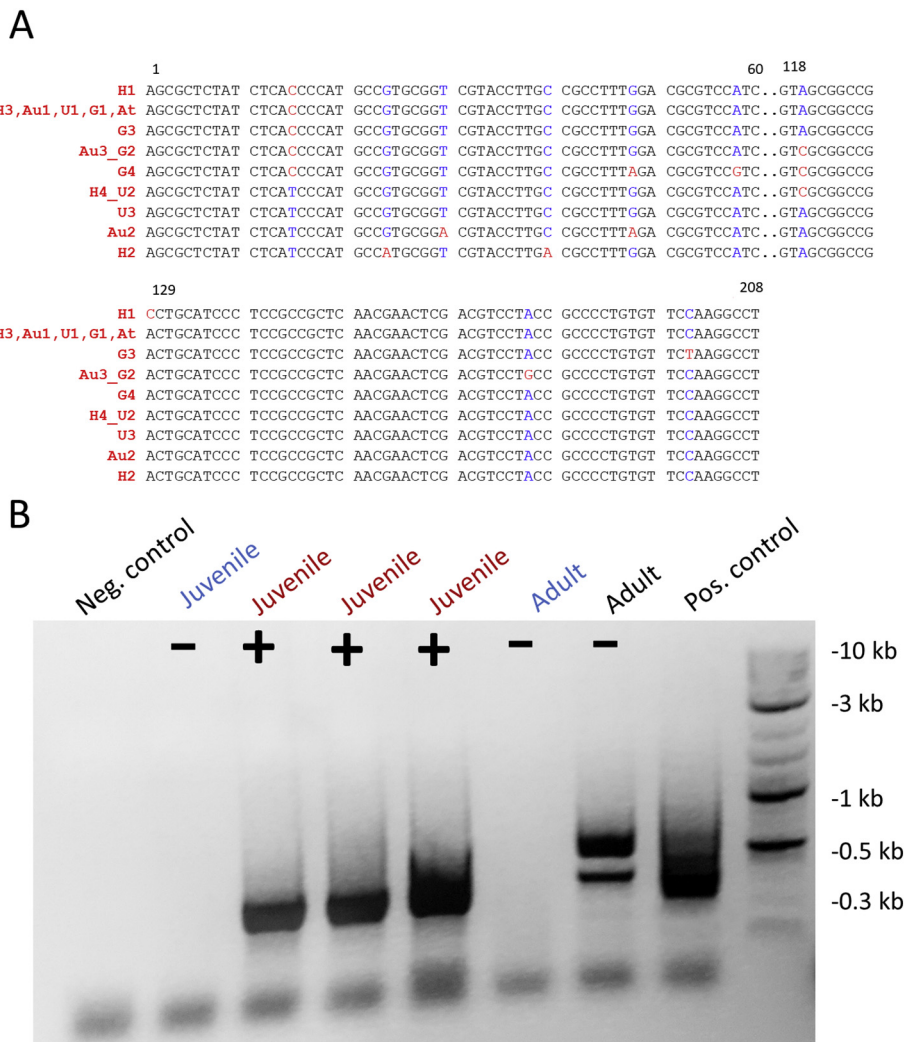 A
1 60 118
H1 AGCGCTCTAT CTCACCCCAT GCCGTGCGGT CGTACCTTGC CGCCTTTGGA CGCGTCCATC..GTAGCGGCCG
H3,Au1,U1,G1,At AGCGCTCTAT CTCACCCCAT GCCGTGCGGT CGTACCTTGC CGCCTTTGGA CGCGTCCATC..GTAGCGGCCG
G3 AGCGCTCTAT CTCACCCCAT GCCGTGCGGT CGTACCTTGC CGCCTTTGGA CGCGTCCATC..GTAGCGGCCG
Au3_G2 AGCGCTCTAT CTCACCCCAT GCCGTGCGGT CGTACCTTGC CGCCTTTGGA CGCGTCCATC..GTCGCGGCCG
G4 AGCGCTCTAT CTCACCCCAT GCCGTGCGGT CGTACCTTGC CGCCTTTAGA CGCGTCCGTC..GTCGCGGCCG
H4_U2 AGCGCTCTAT CTCATCCCAT GCCGTGCGGT CGTACCTTGC CGCCTTTGGA CGCGTCCATC..GTCGCGGCCG
U3 AGCGCTCTAT CTCATCCCAT GCCGTGCGGT CGTACCTTGC CGCCTTTGGA CGCGTCCATC..GTAGCGGCCG
Au2 AGCGCTCTAT CTCATCCCAT GCCGTGCGGA CGTACCTTGC CGCCTTTAGA CGCGTCCATC..GTAGCGGCCG
H2 AGCGCTCTAT CTCATCCCAT GCCATGCGGT CGTACCTTGA CGCCTTTGGA CGCGTCCATC..GTAGCGGCCG
129 208
H1 CCTGCATCCC TCCGCCGCTC AACGAACTCG ACGTCCTACC GCCCCTGTGT TCCAAGGCCT
H3,Au1,U1,G1,At ACTGCATCCC TCCGCCGCTC AACGAACTCG ACGTCCTACC GCCCCTGTGT TCCAAGGCCT
G3 ACTGCATCCC TCCGCCGCTC AACGAACTCG ACGTCCTACC GCCCCTGTGT TCTAAGGCCT
Au3_G2 ACTGCATCCC TCCGCCGCTC AACGAACTCG ACGTCCTGCC GCCCCTGTGT TCCAAGGCCT
G4 ACTGCATCCC TCCGCCGCTC AACGAACTCG ACGTCCTACC GCCCCTGTGT TCCAAGGCCT
H4_U2 ACTGCATCCC TCCGCCGCTC AACGAACTCG ACGTCCTACC GCCCCTGTGT TCCAAGGCCT
U3 ACTGCATCCC TCCGCCGCTC AACGAACTCG ACGTCCTACC GCCCCTGTGT TCCAAGGCCT
Au2 ACTGCATCCC TCCGCCGCTC AACGAACTCG ACGTCCTACC GCCCCTGTGT TCCAAGGCCT
H2 ACTGCATCCC TCCGCCGCTC AACGAACTCG ACGTCCTACC GCCCCTGTGT TCCAAGGCCT
B
Neg. control
Juvenile
Juvenile
Juvenile
Juvenile
Adult
Adult
Pos. control
− + + + − −
-10 kb
-3 kb
-1 kb
-0.5 kb
-0.3 kb